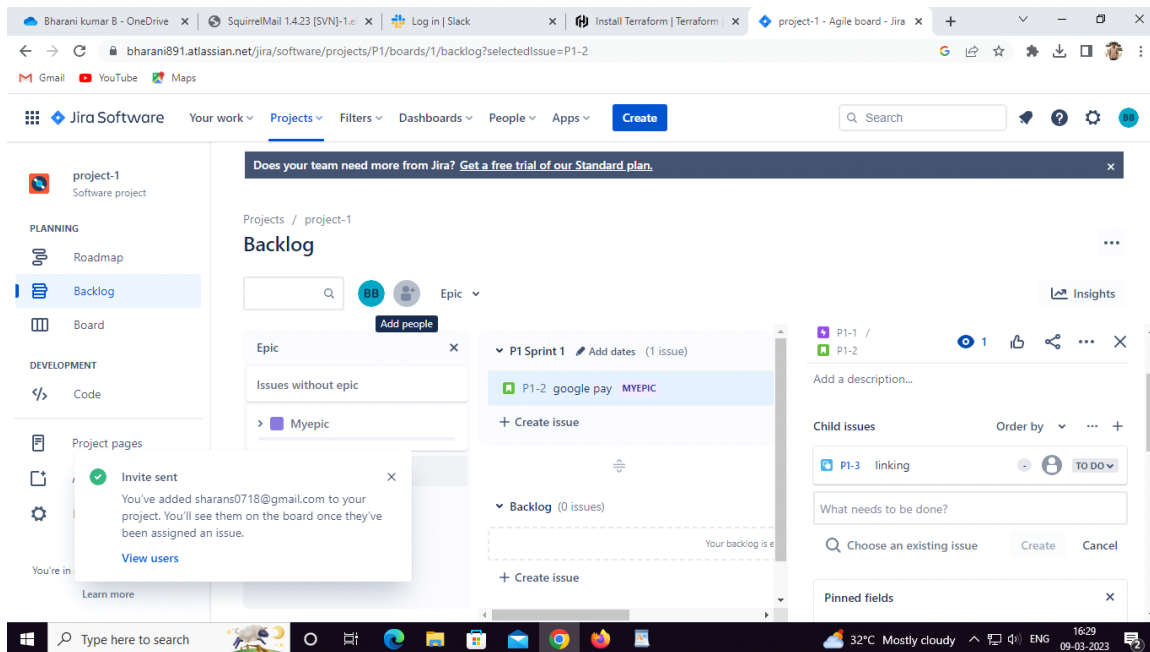 Bharani kumar B - OneDrive
SquirrelMail 1.4.23 [SVN]-1.el
Log in | Slack
Install Terraform | Terraform
project-1 - Agile board - Jira
bharani891.atlassian.net/jira/software/projects/P1/boards/1/backlog?selectedIssue=P1-2
Gmail
YouTube
Maps
Jira Software
Your work
Projects
Filters
Dashboards
People
Apps
Create
Search
BB
Does your team need more from Jira? Get a free trial of our Standard plan.
project-1
Software project
PLANNING
Roadmap
Backlog
Board
DEVELOPMENT
Code
Project pages
You're in
Learn more
Projects / project-1
Backlog
BB
Epic
Insights
Add people
Epic
Issues without epic
Myepic
P1 Sprint 1 Add dates (1 issue)
P1-2 google pay MYEPIC
+ Create issue
Backlog (0 issues)
Your backlog is e
+ Create issue
P1-1 /
P1-2
1
Add a description...
Child issues
Order by
P1-3 linking
TO DO
What needs to be done?
Choose an existing issue
Create
Cancel
Pinned fields
Invite sent
You've added sharans0718@gmail.com to your
project. You'll see them on the board once they've
been assigned an issue.
View users
Type here to search
32°C Mostly cloudy
ENG
16:29
09-03-2023
2